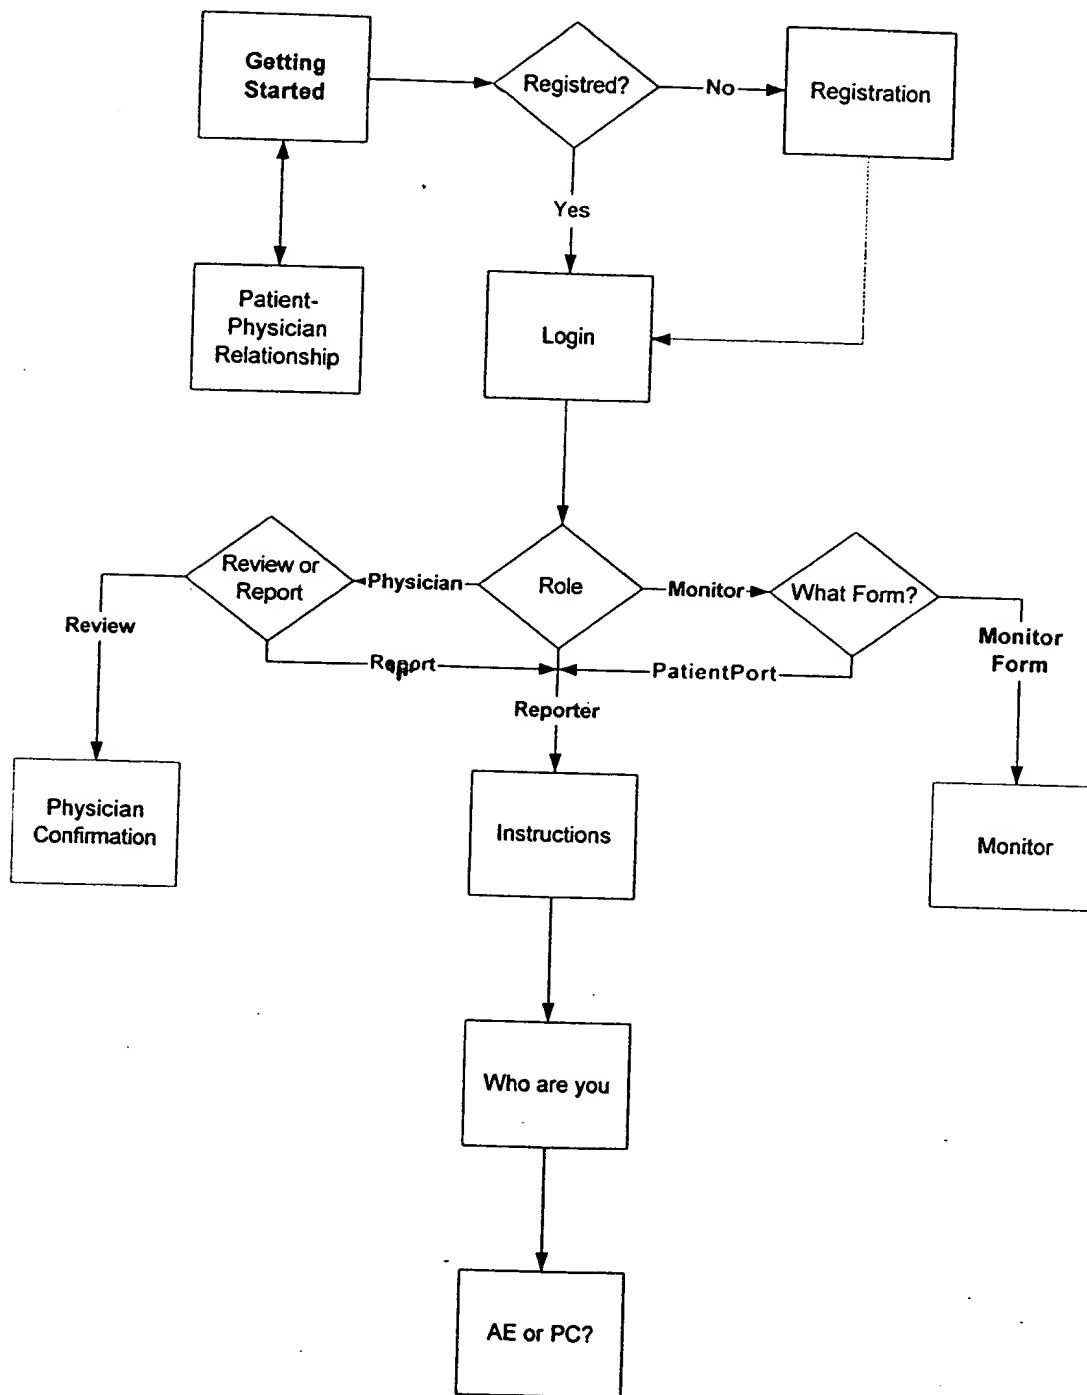 Getting
Started
Registred?
No
Registration
Yes
Patient-
Physician
Relationship
Login
Review or
Report
Physician
Role
Monitor
What Form?
Review
Monitor
Form
Report
PatientPort
Reporter
Physician
Confirmation
Instructions
Monitor
Who are you
AE or PC?